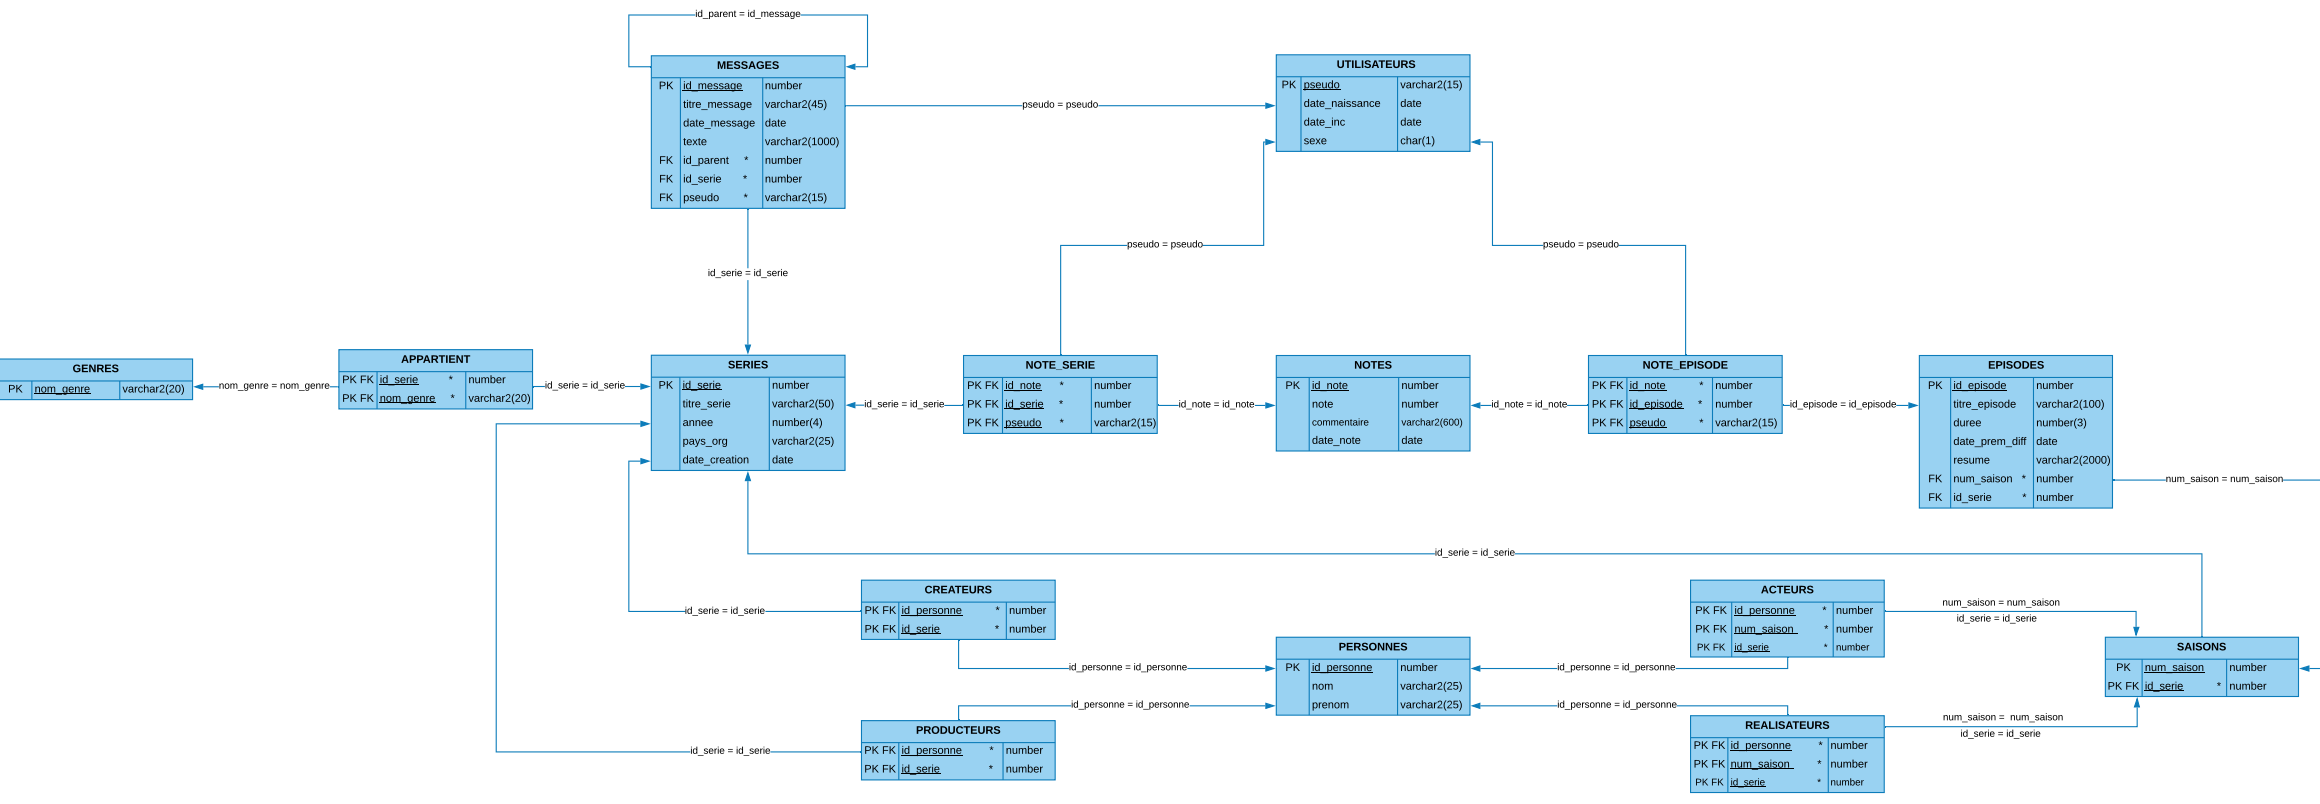 id_parent = id_message
MESSAGES
PK id_message number
titre_message varchar2(45)
date_message date
texte varchar2(1000)
FK id_parent * number
FK id_serie * number
FK pseudo * varchar2(15)
pseudo = pseudo
UTILISATEURS
PK pseudo varchar2(15)
date_naissance date
date_inc date
sexe char(1)
pseudo = pseudo
pseudo = pseudo
id_serie = id_serie
GENRES
PK nom_genre varchar2(20)
nom_genre = nom_genre
APPARTIENT
PK FK id_serie * number
PK FK nom_genre * varchar2(20)
id_serie = id_serie
SERIES
PK id_serie number
titre_serie varchar2(50)
annee number(4)
pays_org varchar2(25)
date_creation date
id_serie = id_serie
NOTE_SERIE
PK FK id_note * number
PK FK id_serie * number
PK FK pseudo * varchar2(15)
id_note = id_note
NOTES
PK id_note number
note number
commentaire varchar2(600)
date_note date
id_note = id_note
NOTE_EPISODE
PK FK id_note * number
PK FK id_episode * number
PK FK pseudo * varchar2(15)
id_episode = id_episode
EPISODES
PK id_episode number
titre_episode varchar2(100)
duree number(3)
date_prem_diff date
resume varchar2(2000)
FK num_saison * number
FK id_serie * number
num_saison = num_saison
id_serie = id_serie
CREATEURS
PK FK id_personne * number
PK FK id_serie * number
id_serie = id_serie
id_personne = id_personne
PERSONNES
PK id_personne number
nom varchar2(25)
prenom varchar2(25)
ACTEURS
PK FK id_personne * number
PK FK num_saison * number
PK FK id_serie * number
id_personne = id_personne
num_saison = num_saison
id_serie = id_serie
SAISONS
PK num_saison number
PK FK id_serie * number
PRODUCTEURS
PK FK id_personne * number
PK FK id_serie * number
id_serie = id_serie
id_personne = id_personne
id_personne = id_personne
REALISATEURS
PK FK id_personne * number
PK FK num_saison * number
PK FK id_serie * number
num_saison = num_saison
id_serie = id_serie